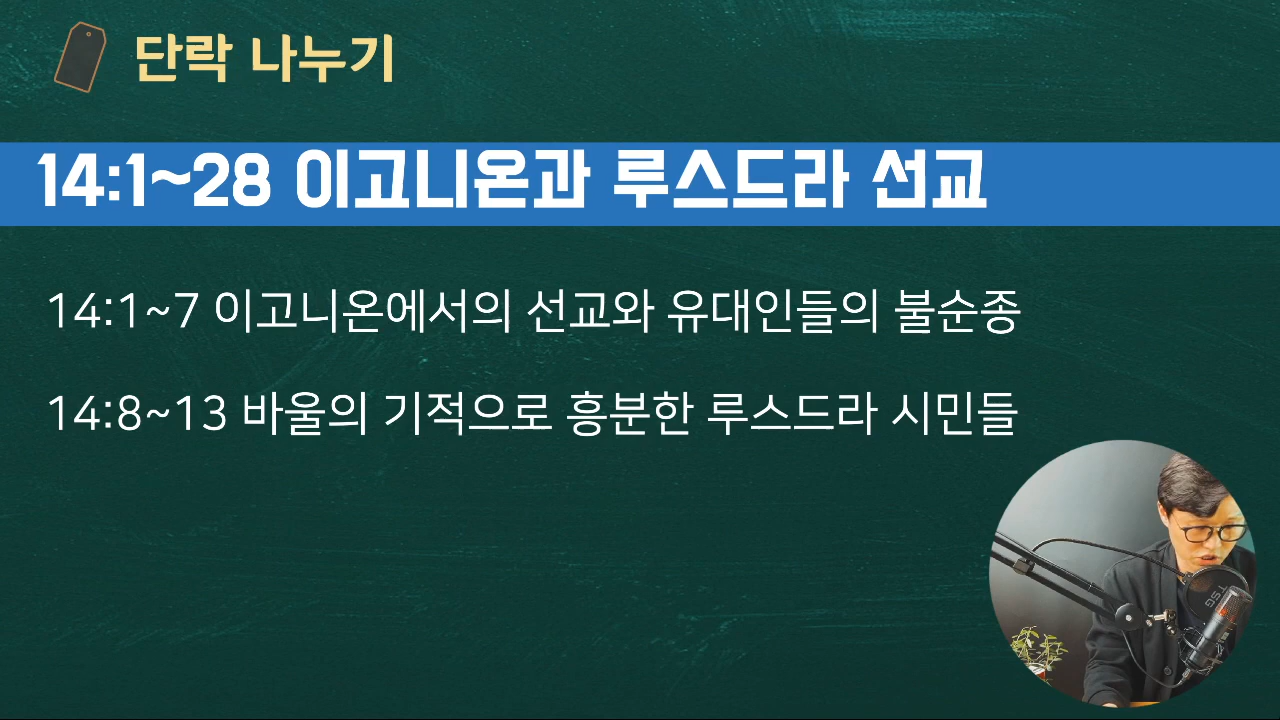 단락 나누기
14:1~28 이고니온과 루스드라 선교
14:1~7 이고니온에서의 선교와 유대인들의 불순종
14:8~13 바울의 기적으로 흥분한 루스드라 시민들
TSG